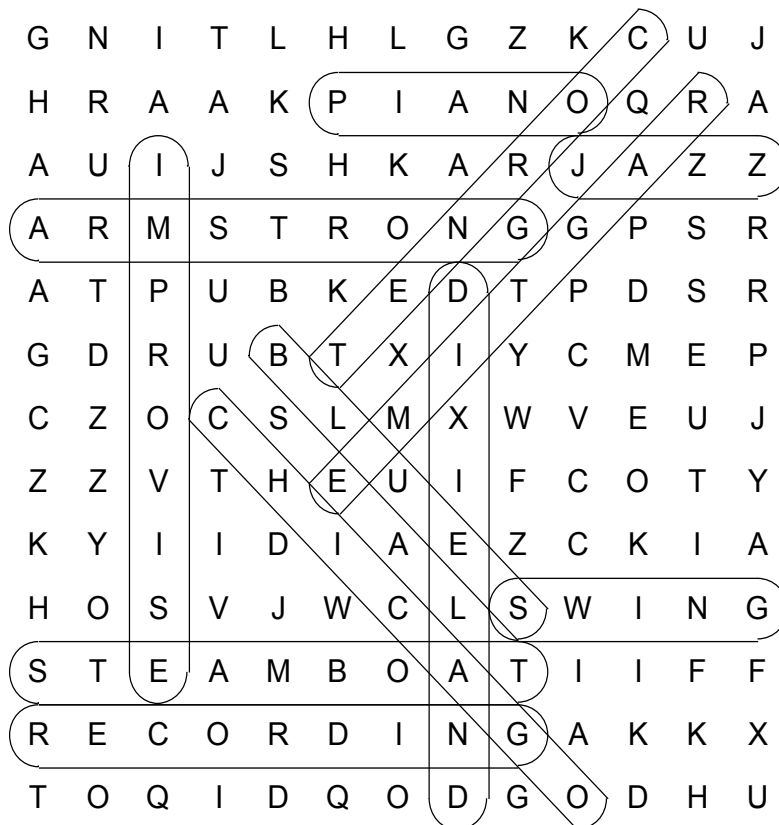 G N I T L H L G Z K C U J
H R A A K P I A N O Q R A
A U I J S H K A R J A Z Z
A R M S T R O N G G P S R
A T P U B K E D T P D S R
G D R U B T X I Y C M E P
C Z O C S L M X W V E U J
Z Z V T H E U I F C O T Y
K Y I I D I A E Z C K I A
H O S V J W C L S W I N G
S T E A M B O A T I I F F
R E C O R D I N G A K K X
T O Q I D Q O D G O D H U